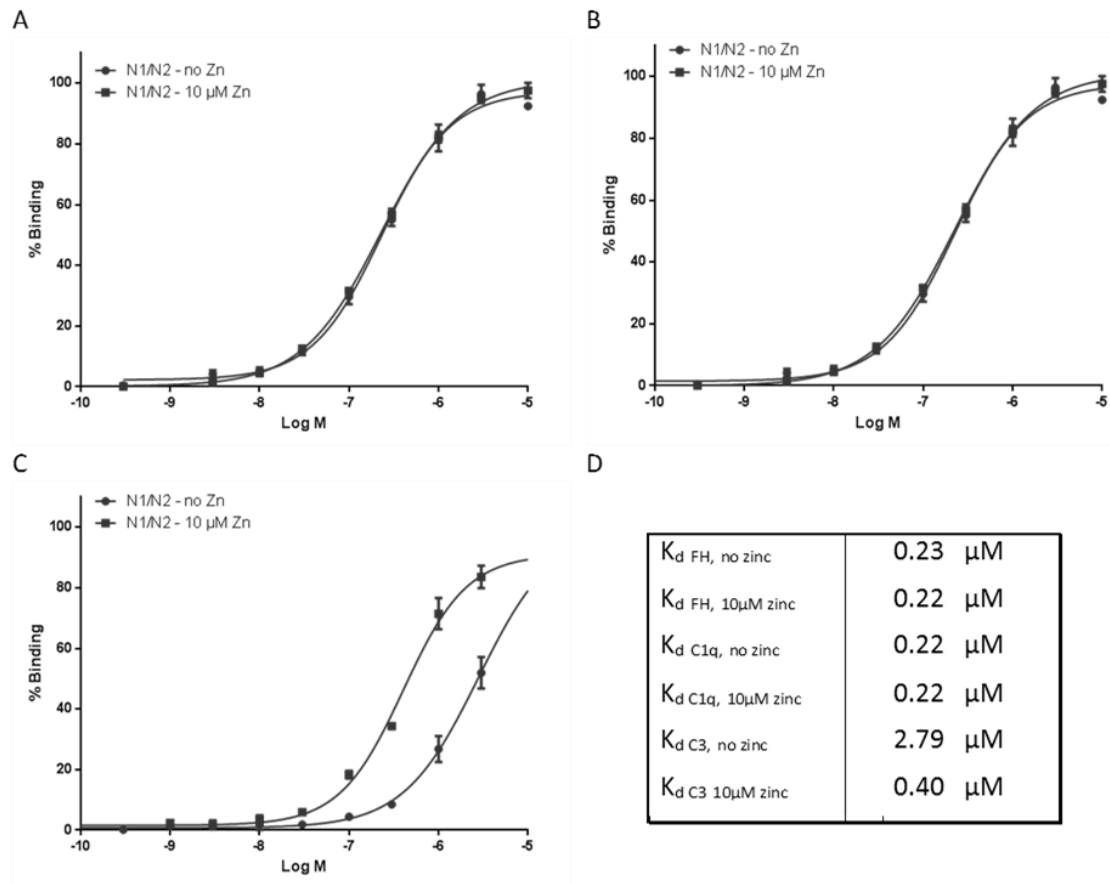 A
N1/N2 - no Zn
N1/N2 - 10 µM Zn
100
80
60
40
20
0
% Binding
-10 -9 -8 -7 -6 -5
Log M
B
N1/N2 - no Zn
N1/N2 - 10 µM Zn
100
80
60
40
20
0
% Binding
-10 -9 -8 -7 -6 -5
Log M
C
N1/N2 - no Zn
N1/N2 - 10 µM Zn
100
80
60
40
20
0
% Binding
-10 -9 -8 -7 -6 -5
Log M
D
Kd FH, no zinc 0.23 µM
Kd FH, 10µM zinc 0.22 µM
Kd C1q, no zinc 0.22 µM
Kd C1q, 10µM zinc 0.22 µM
Kd C3, no zinc 2.79 µM
Kd C3 10µM zinc 0.40 µM